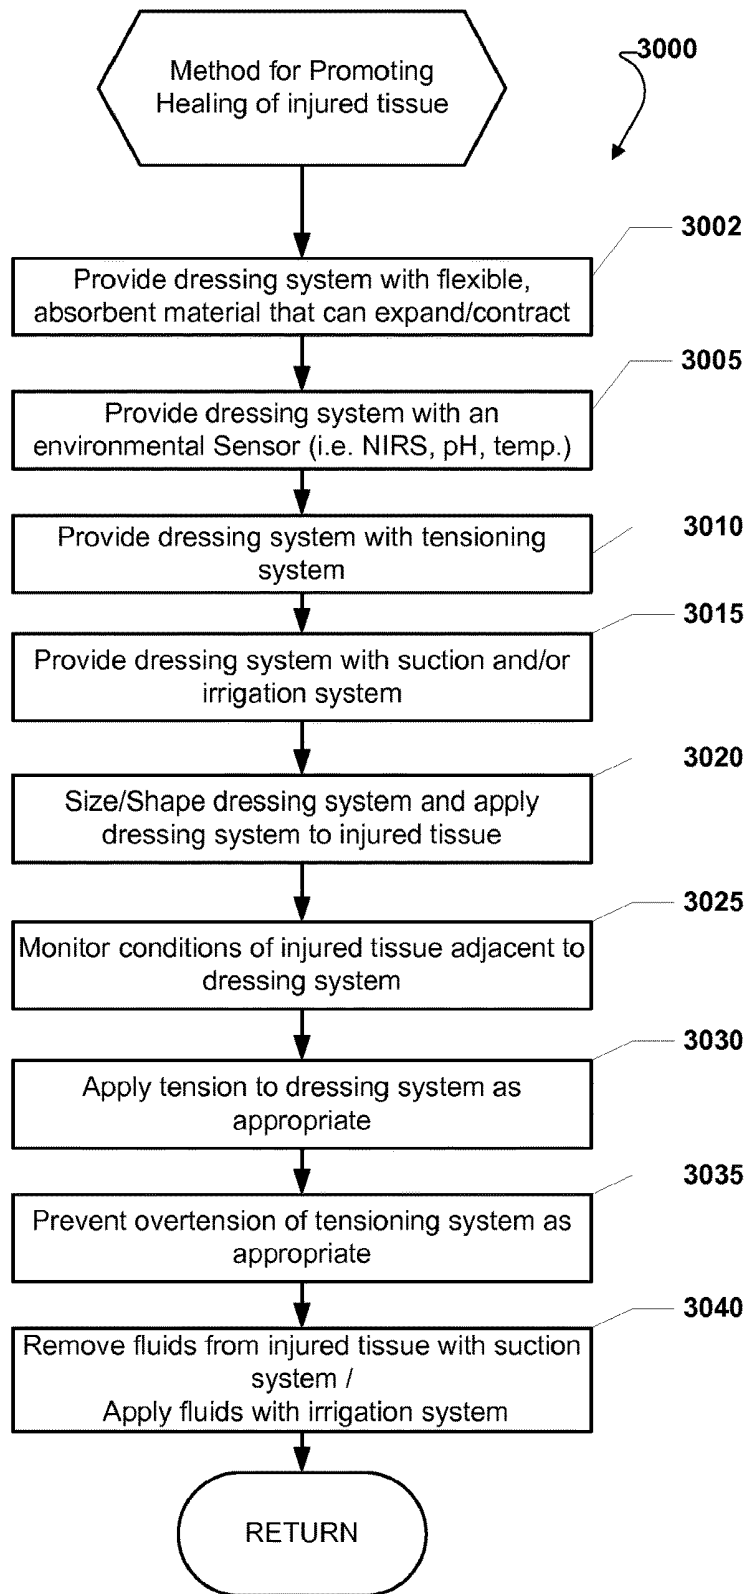 Method for Promoting
Healing of injured tissue
3000
3002
Provide dressing system with flexible,
absorbent material that can expand/contract
3005
Provide dressing system with an
environmental Sensor (i.e. NIRS, pH, temp.)
3010
Provide dressing system with tensioning
system
3015
Provide dressing system with suction and/or
irrigation system
3020
Size/Shape dressing system and apply
dressing system to injured tissue
3025
Monitor conditions of injured tissue adjacent to
dressing system
3030
Apply tension to dressing system as
appropriate
3035
Prevent overtension of tensioning system as
appropriate
3040
Remove fluids from injured tissue with suction
system /
Apply fluids with irrigation system
RETURN